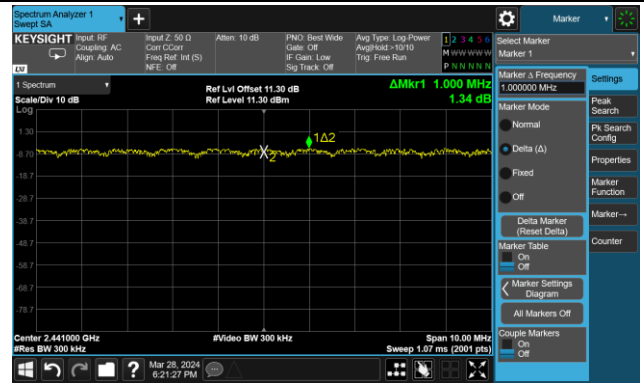 Spectrum Analyzer 1
Swept SA
Marker
KEYSIGHT
Input: RF
Coupling: AC
Align: Auto
Input Z: 50 Ω
Corr CCorr
Freq Ref: Int (S)
NFE: Off
Atten: 10 dB
PNO: Best Wide
Gate: Off
IF Gain: Low
Sig Track: Off
Avg Type: Log-Power
Avg|Hold:>10/10
Trig: Free Run
1 2 3 4 5 6
M W W W W W
P N N N N N
LXI
Select Marker
Marker 1
1 Spectrum
Scale/Div 10 dB
Log
Ref Lvl Offset 11.30 dB
Ref Level 11.30 dBm
ΔMkr1 1.000 MHz
1.34 dB
1.30
-8.70
-18.7
-28.7
-38.7
-48.7
-58.7
-68.7
-78.7
1Δ2
X2
Center 2.441000 GHz
#Res BW 300 kHz
#Video BW 300 kHz
Span 10.00 MHz
Sweep 1.07 ms (2001 pts)
Marker Δ Frequency
1.000000 MHz
Marker Mode
Normal
Delta (Δ)
Fixed
Off
Delta Marker
(Reset Delta)
Marker Table
On
Off
Marker Settings
Diagram
All Markers Off
Couple Markers
On
Off
Settings
Peak
Search
Pk Search
Config
Properties
Marker
Function
Marker→
Counter
?
Mar 28, 2024
6:21:27 PM